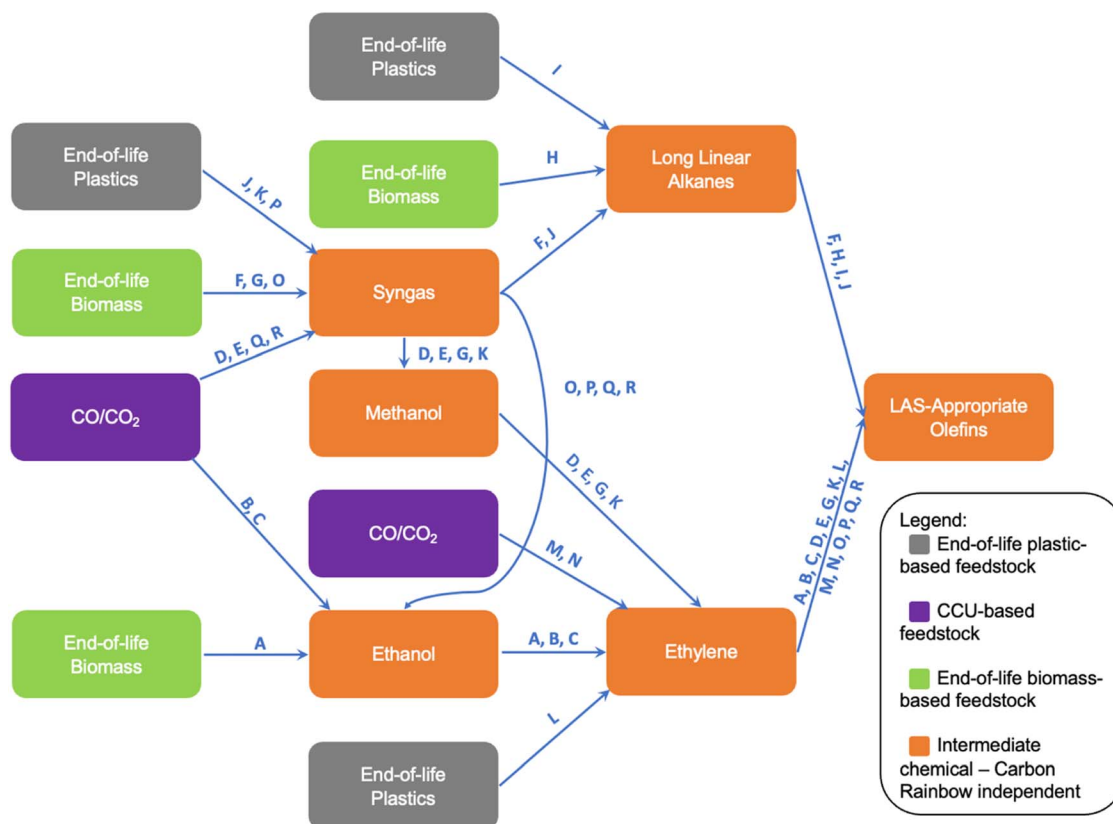 End-of-life
Plastics
I
End-of-life
Plastics
J, K, P
End-of-life
Biomass
H
Long Linear
Alkanes
F, J
End-of-life
Biomass
F, G, O
Syngas
D, E, Q, R
D, E, G, K
F, H, I, J
CO/CO₂
Methanol
O, P, Q, R
LAS-Appropriate
Olefins
B, C
D, E, G, K
CO/CO₂
M, N
A, B, C, D, E, G, K, L,
M, N, O, P, Q, R
End-of-life
Biomass
A
Ethanol
A, B, C
Ethylene
L
End-of-life
Plastics
Legend:
End-of-life plastic-
based feedstock
CCU-based
feedstock
End-of-life biomass-
based feedstock
Intermediate
chemical – Carbon
Rainbow independent